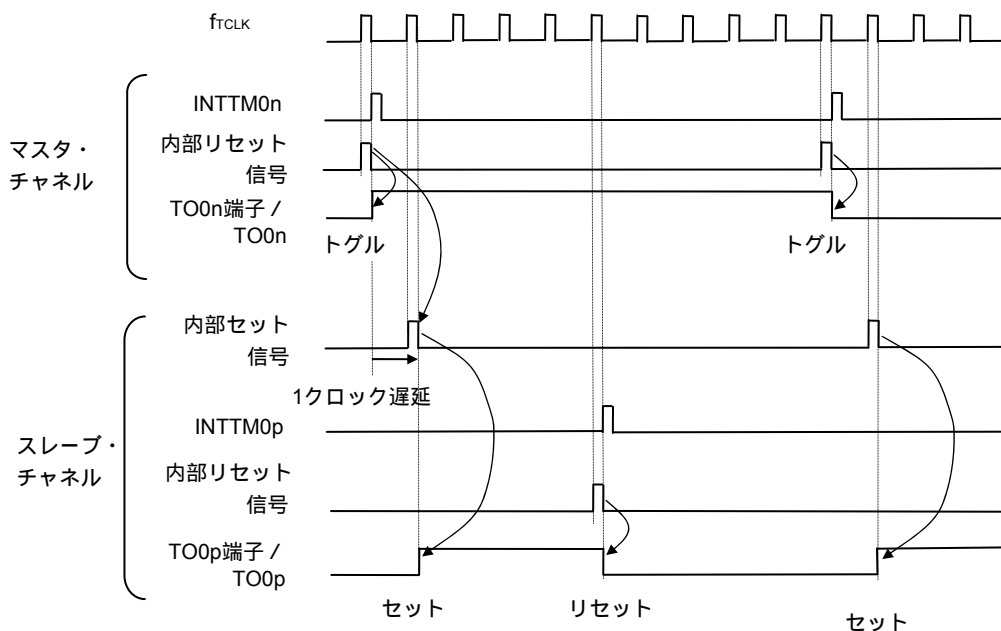 fTCLK
INTTM0n
内部リセット
信号
マスタ・
チャネル
TO0n端子 /
TO0n
トグル
トグル
内部セット
信号
1クロック遅延
INTTM0p
スレーブ・
チャネル
内部リセット
信号
TO0p端子 /
TO0p
セット
リセット
セット